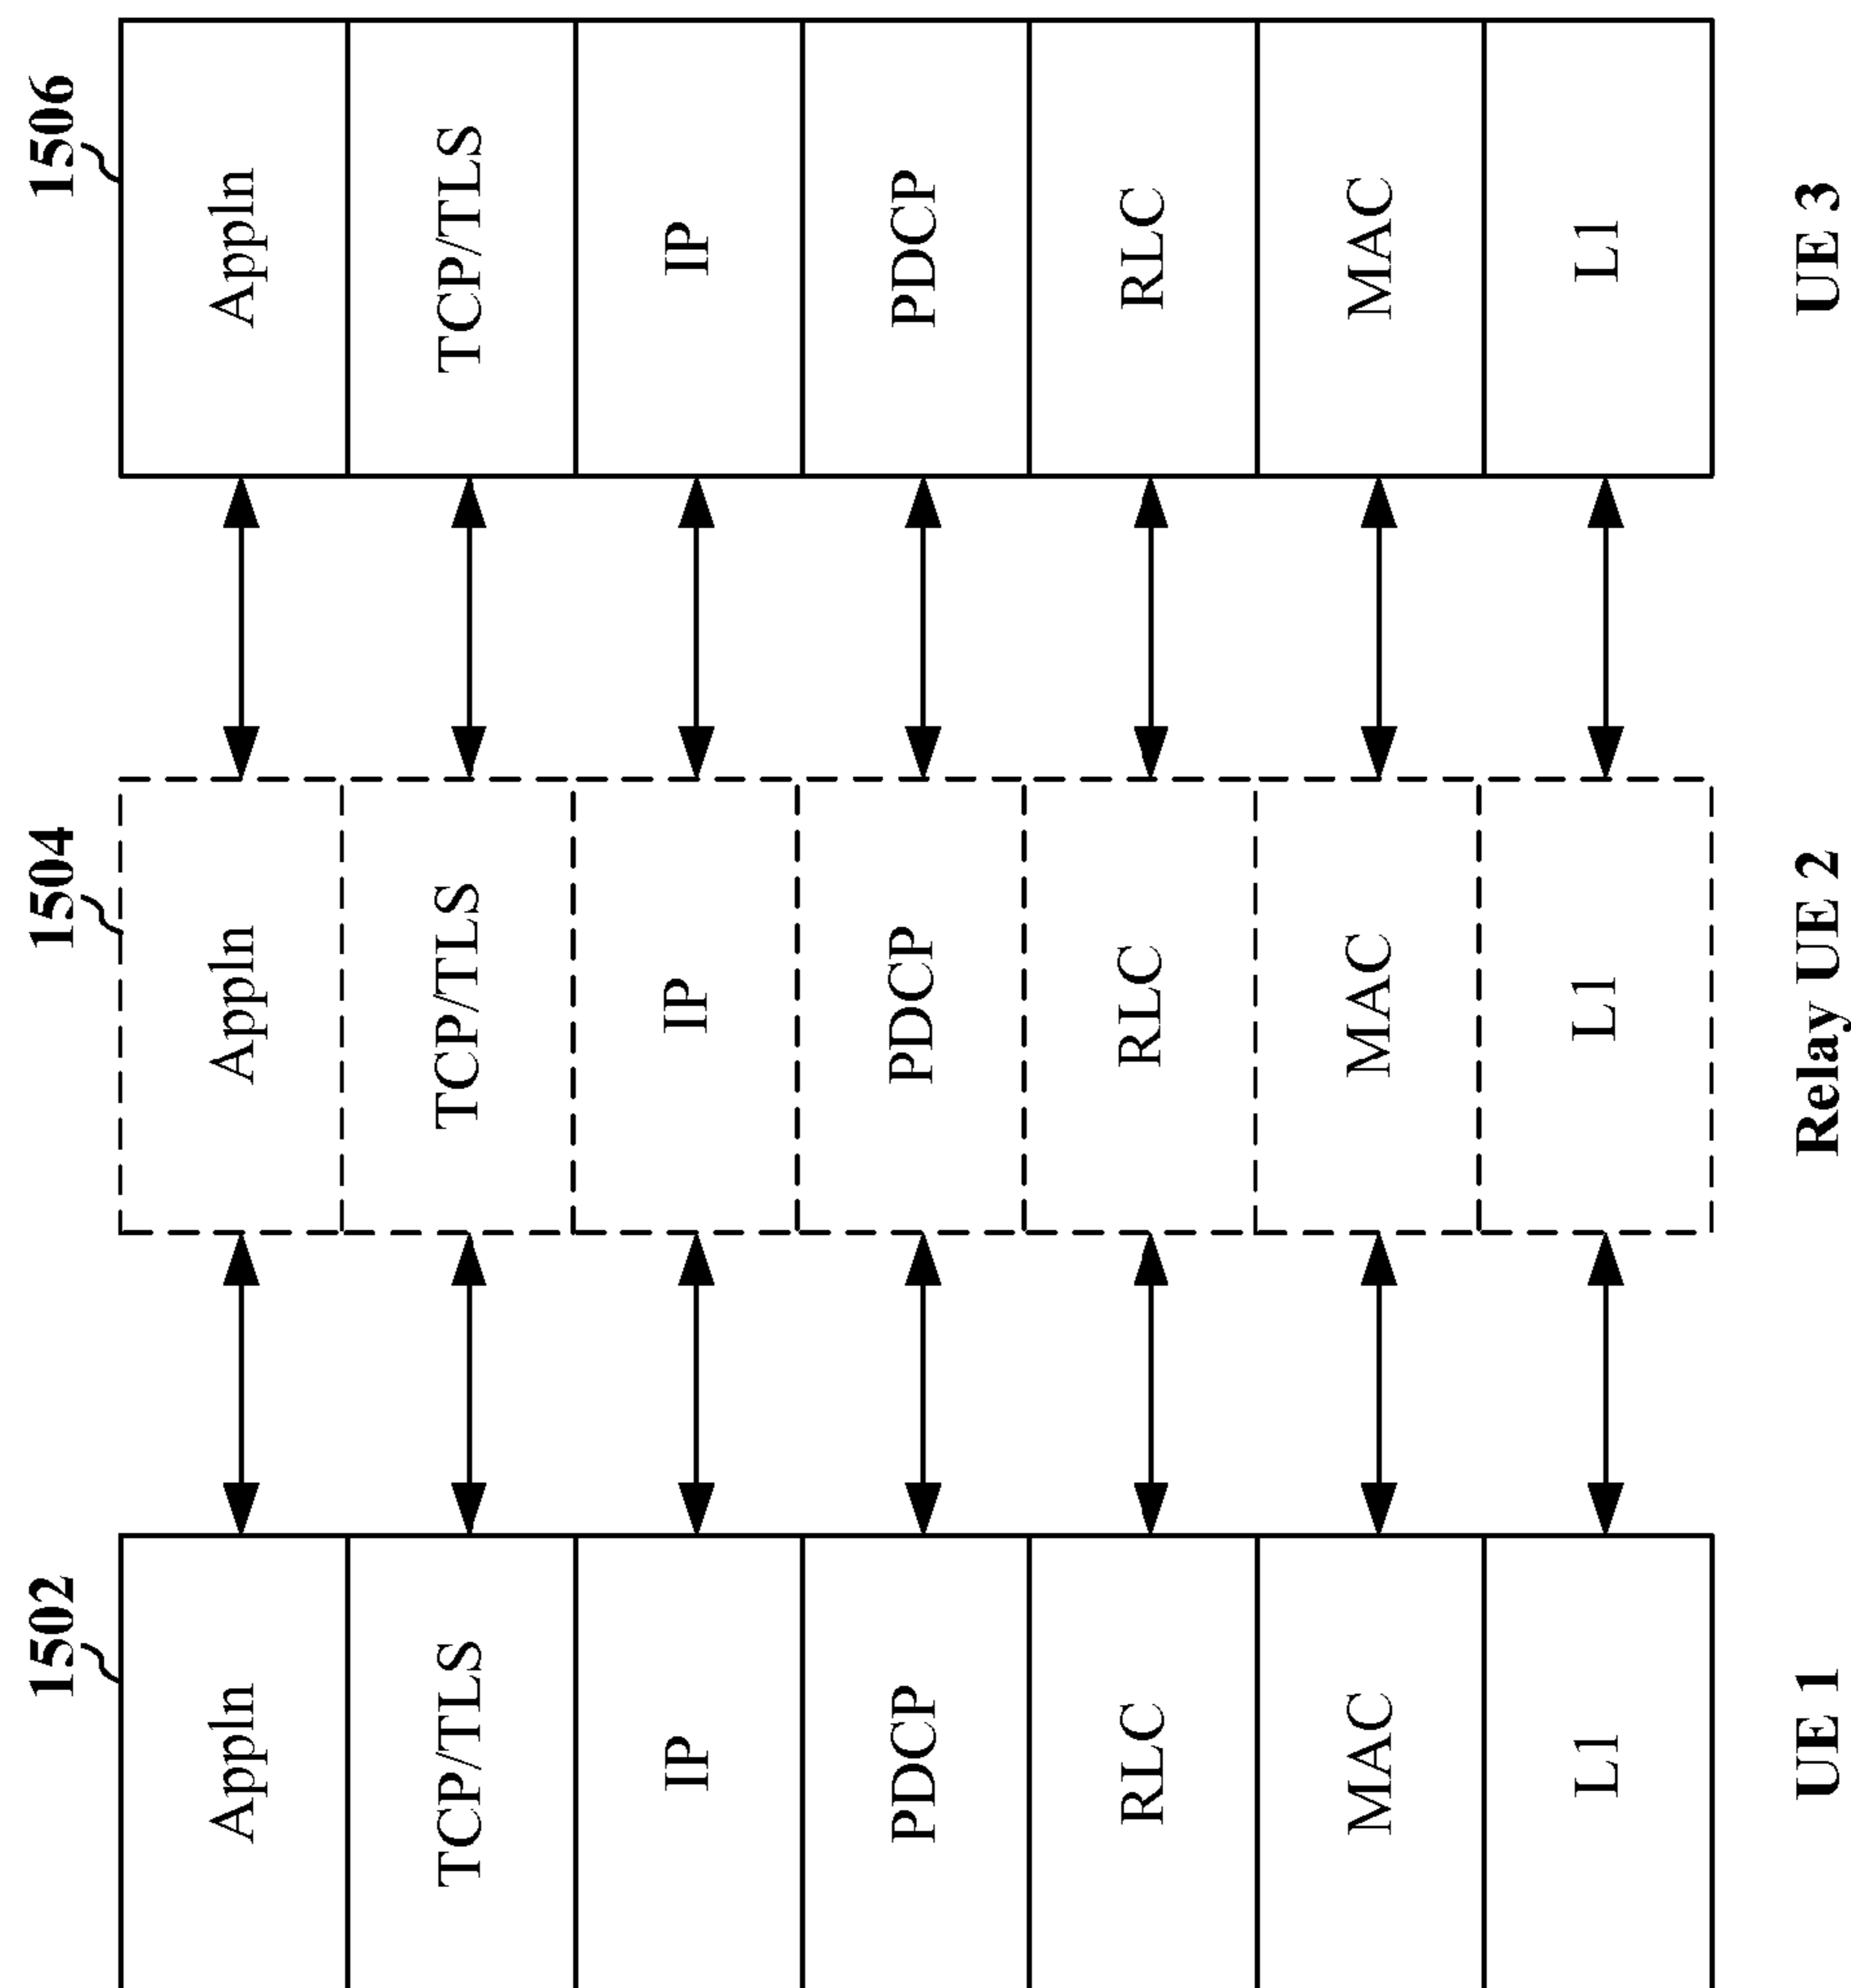 1502
Appln
TCP/TLS
IP
PDCP
RLC
MAC
L1
UE 1
1504
Appln
TCP/TLS
IP
PDCP
RLC
MAC
L1
Relay UE 2
1506
Appln
TCP/TLS
IP
PDCP
RLC
MAC
L1
UE 3